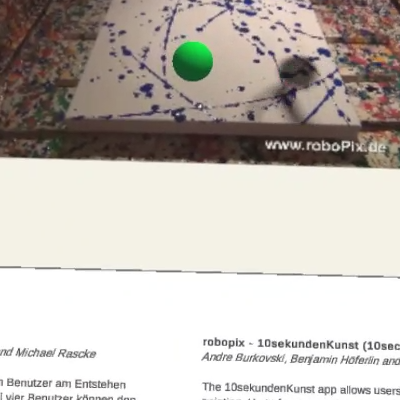 www.roboPix.de
nd Michael Rascke
Benutzer am Entstehen
vier Benutzer können den
robopix - 10sekundenKunst (10sec
Andre Burkovski, Benjamin Höferlin and
The 10sekundenKunst app allows users